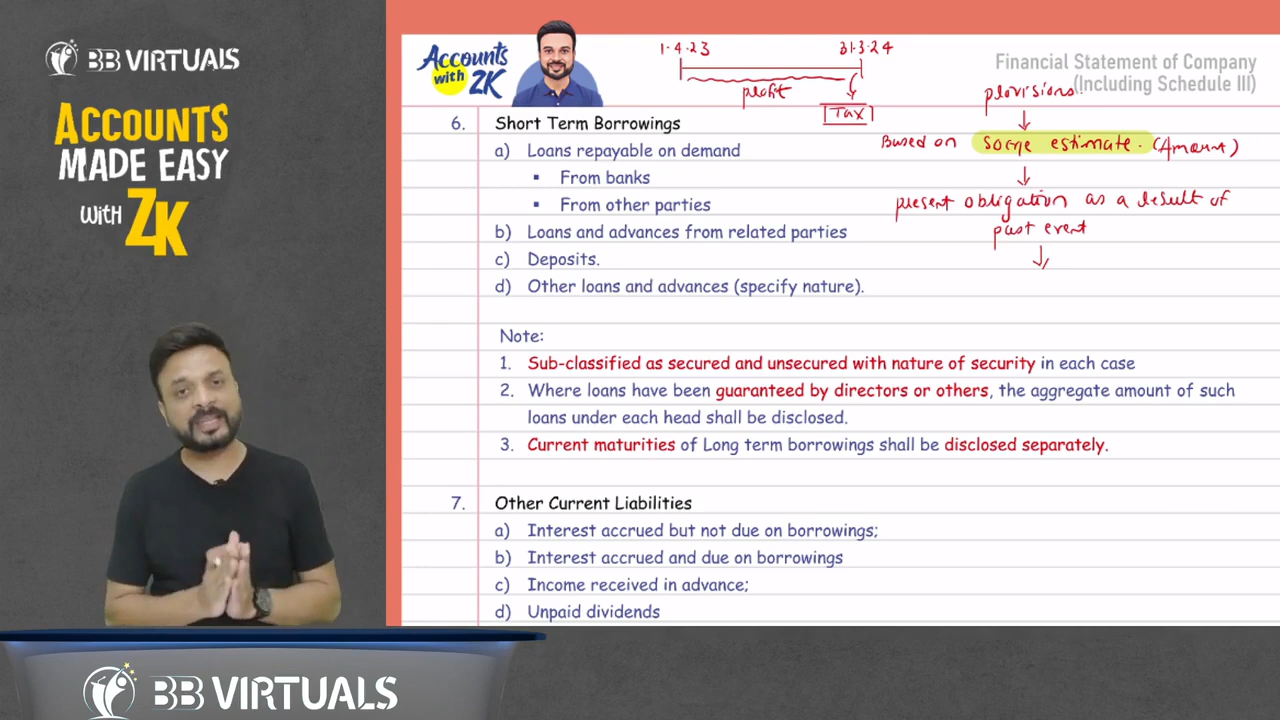 BB VIRTUALS
ACCOUNTS
MADE EASY
WITH ZK
Accounts
with ZK
1.4.23
31.3.24
profit
Tax
Financial Statement of Company
(Including Schedule III)
provisions:
Based on some estimate. (Amount)
present obligation as a result of
past event
6. Short Term Borrowings
a) Loans repayable on demand
▪ From banks
▪ From other parties
b) Loans and advances from related parties
c) Deposits.
d) Other loans and advances (specify nature).
Note:
1. Sub-classified as secured and unsecured with nature of security in each case
2. Where loans have been guaranteed by directors or others, the aggregate amount of such
loans under each head shall be disclosed.
3. Current maturities of Long term borrowings shall be disclosed separately.
7. Other Current Liabilities
a) Interest accrued but not due on borrowings;
b) Interest accrued and due on borrowings
c) Income received in advance;
d) Unpaid dividends
BB VIRTUALS